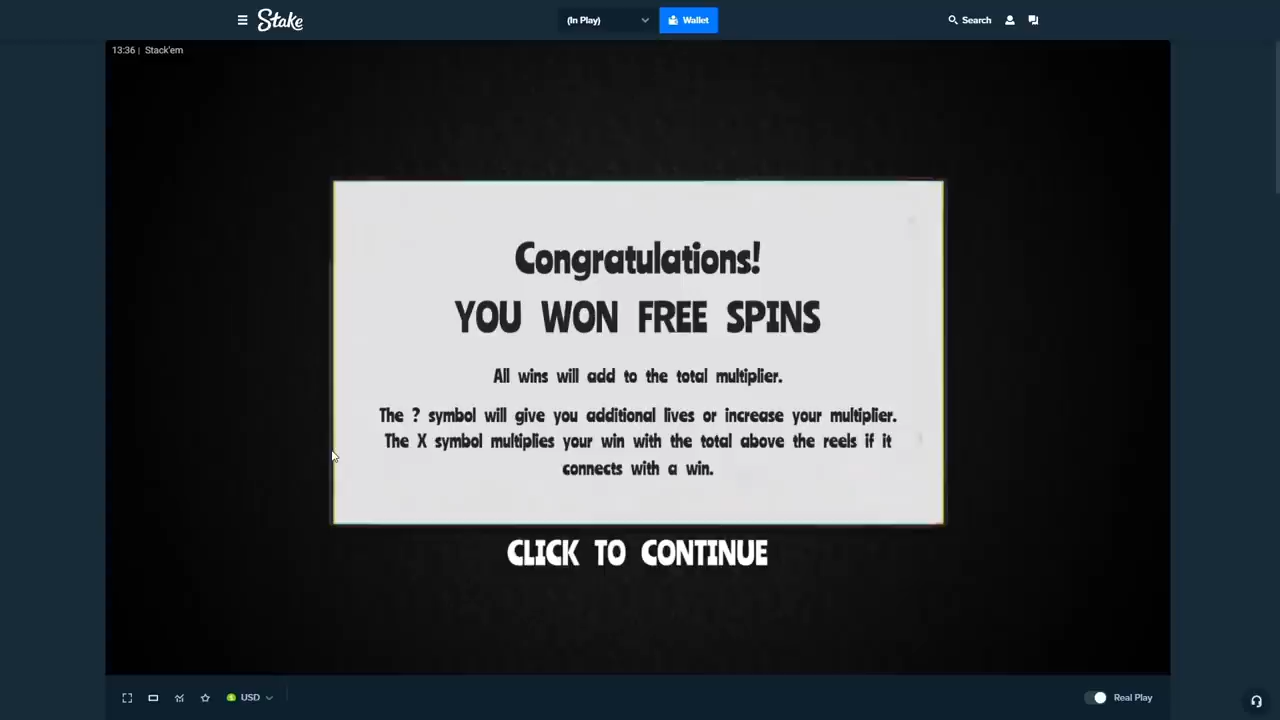 Stake
(In Play)
Wallet
Search
13:36 | Stack'em
Congratulations!
YOU WON FREE SPINS
All wins will add to the total multiplier.
The ? symbol will give you additional lives or increase your multiplier.
The X symbol multiplies your win with the total above the reels if it
connects with a win.
CLICK TO CONTINUE
USD
Real Play